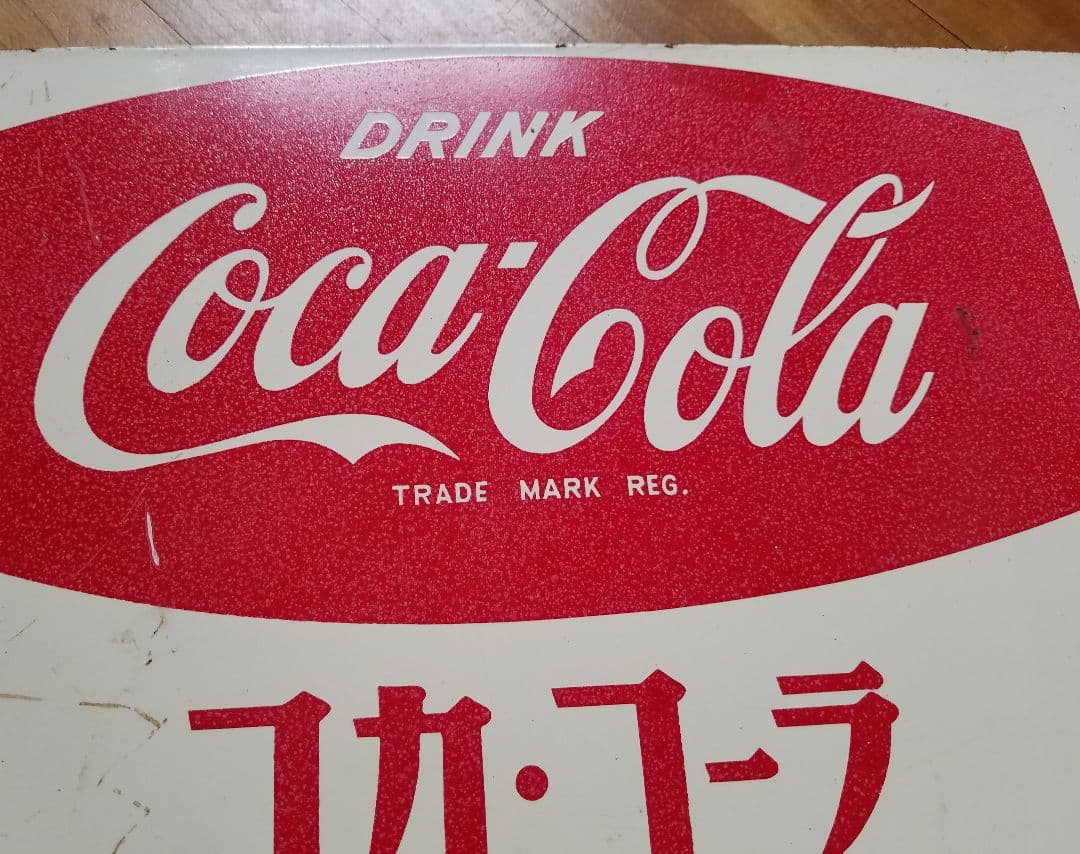 DRINK
Coca-Cola
TRADE MARK REG.
コカ・コーラ